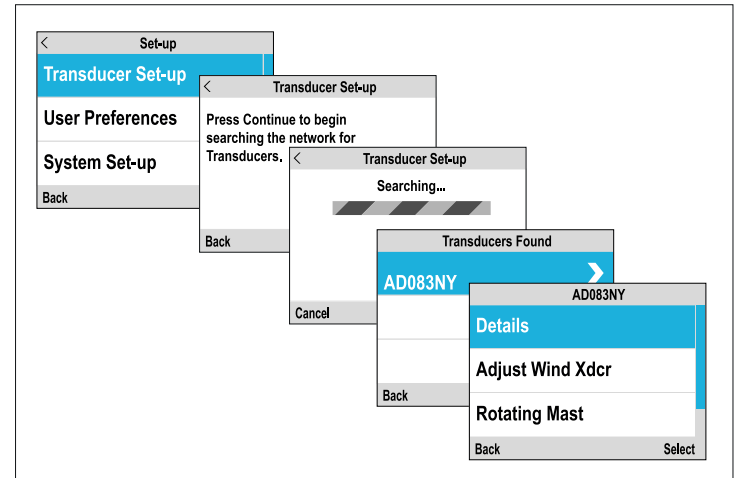 Set-up
Transducer Set-up
User Preferences
System Set-up
Back
Transducer Set-up
Press Continue to begin
searching the network for
Transducers.
Back
Transducer Set-up
Searching...
Cancel
Transducers Found
AD083NY
Back
AD083NY
Details
Adjust Wind Xdcr
Rotating Mast
Back Select